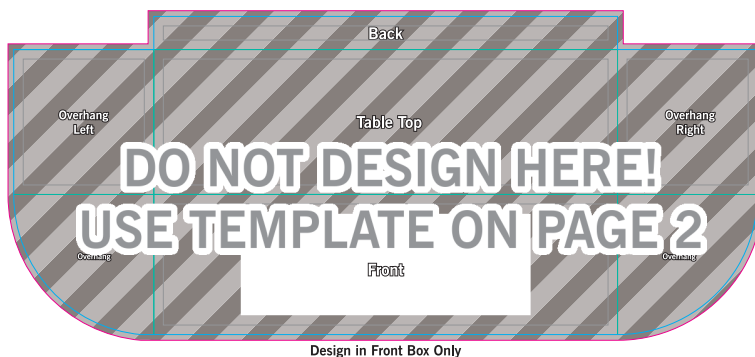 Back
Overhang
Left
Table Top
Overhang
Right
DO NOT DESIGN HERE!
USE TEMPLATE ON PAGE 2
Overhang
Overhang
Front
Design in Front Box Only